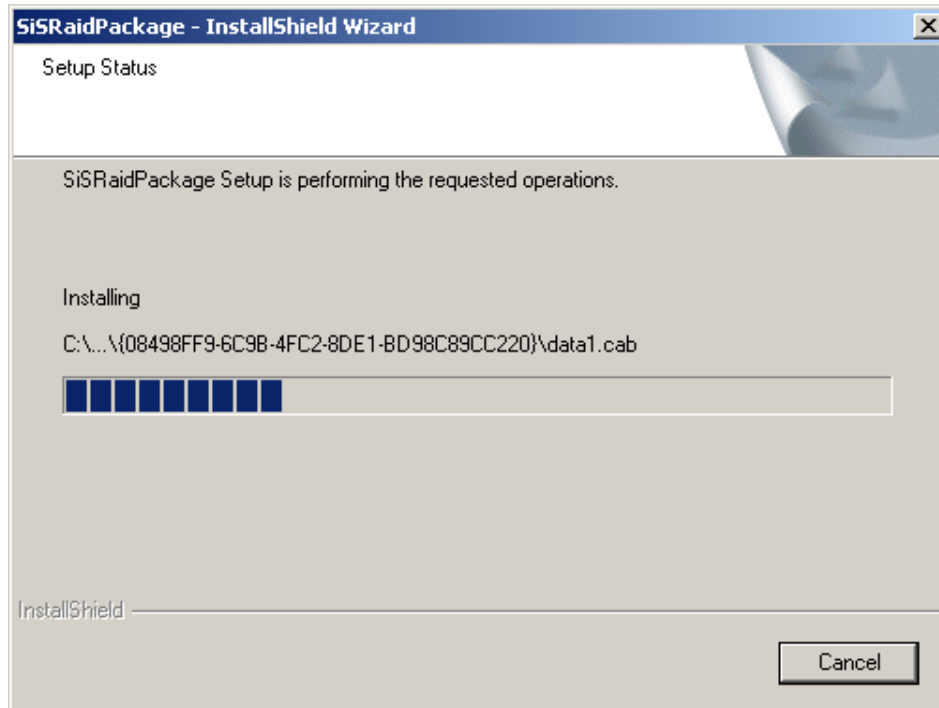 SiSRaidPackage - InstallShield Wizard
Setup Status
SiSRaidPackage Setup is performing the requested operations.
Installing
C:\...\{08498FF9-6C9B-4FC2-8DE1-BD98C89CC220}\data1.cab
InstallShield
Cancel